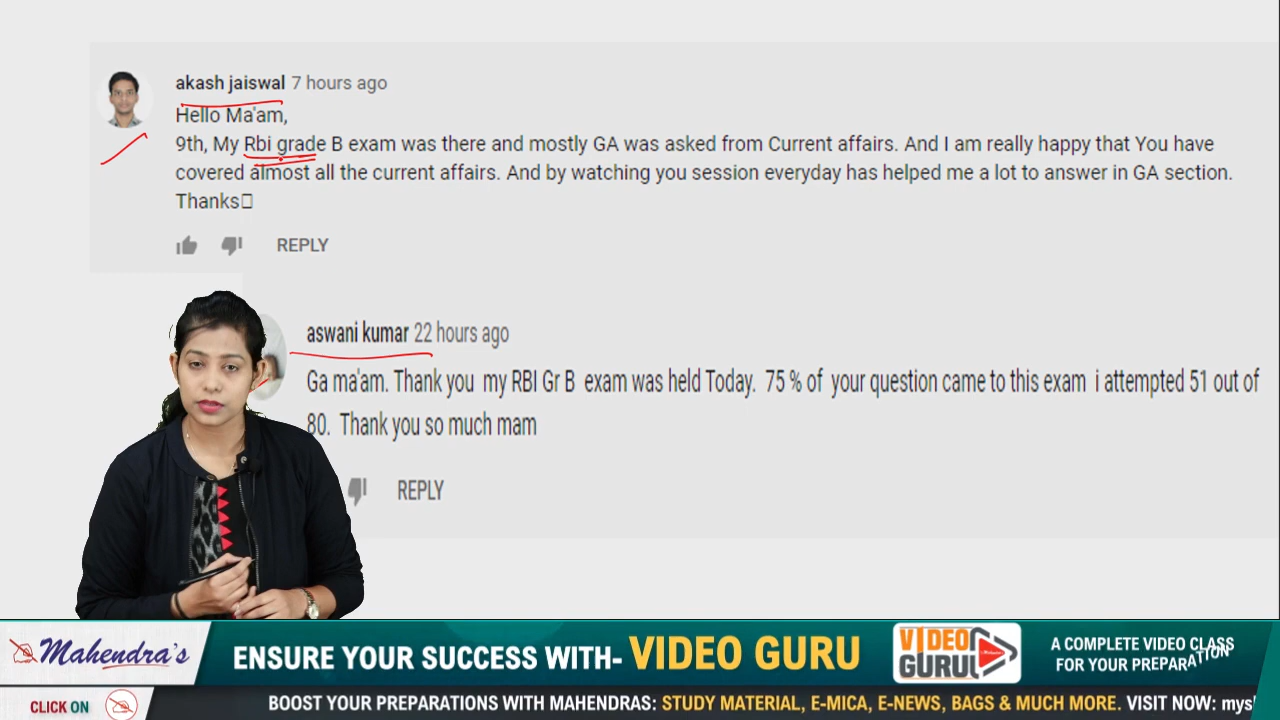 akash jaiswal 7 hours ago
Hello Ma'am,
9th, My Rbi grade B exam was there and mostly GA was asked from Current affairs. And I am really happy that You have
covered almost all the current affairs. And by watching you session everyday has helped me a lot to answer in GA section.
Thanks
REPLY
aswani kumar 22 hours ago
Ga ma'am. Thank you my RBI Gr B exam was held Today. 75 % of your question came to this exam i attempted 51 out of
80. Thank you so much mam
REPLY
Mahendra's
ENSURE YOUR SUCCESS WITH- VIDEO GURU
VIDEO
GURU
A COMPLETE VIDEO CLASS
FOR YOUR PREPARATION
CLICK ON
BOOST YOUR PREPARATIONS WITH MAHENDRAS: STUDY MATERIAL, E-MICA, E-NEWS, BAGS & MUCH MORE. VISIT NOW: mys